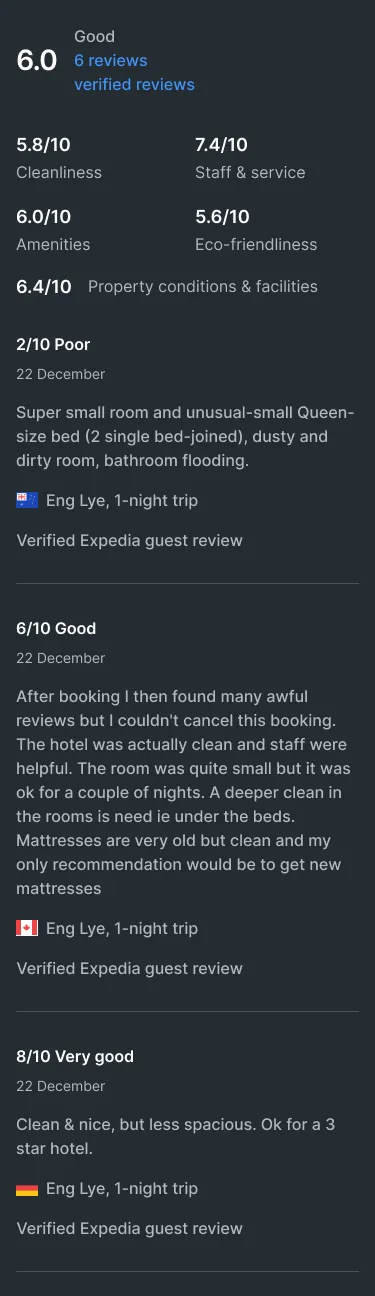 6.0
Good
6 reviews
verified reviews
5.8/10
Cleanliness
7.4/10
Staff & service
6.0/10
Amenities
5.6/10
Eco-friendliness
6.4/10 Property conditions & facilities
2/10 Poor
22 December
Super small room and unusual-small Queen-
size bed (2 single bed-joined), dusty and
dirty room, bathroom flooding.
Eng Lye, 1-night trip
Verified Expedia guest review
6/10 Good
22 December
After booking I then found many awful
reviews but I couldn't cancel this booking.
The hotel was actually clean and staff were
helpful. The room was quite small but it was
ok for a couple of nights. A deeper clean in
the rooms is need ie under the beds.
Mattresses are very old but clean and my
only recommendation would be to get new
mattresses
Eng Lye, 1-night trip
Verified Expedia guest review
8/10 Very good
22 December
Clean & nice, but less spacious. Ok for a 3
star hotel.
Eng Lye, 1-night trip
Verified Expedia guest review